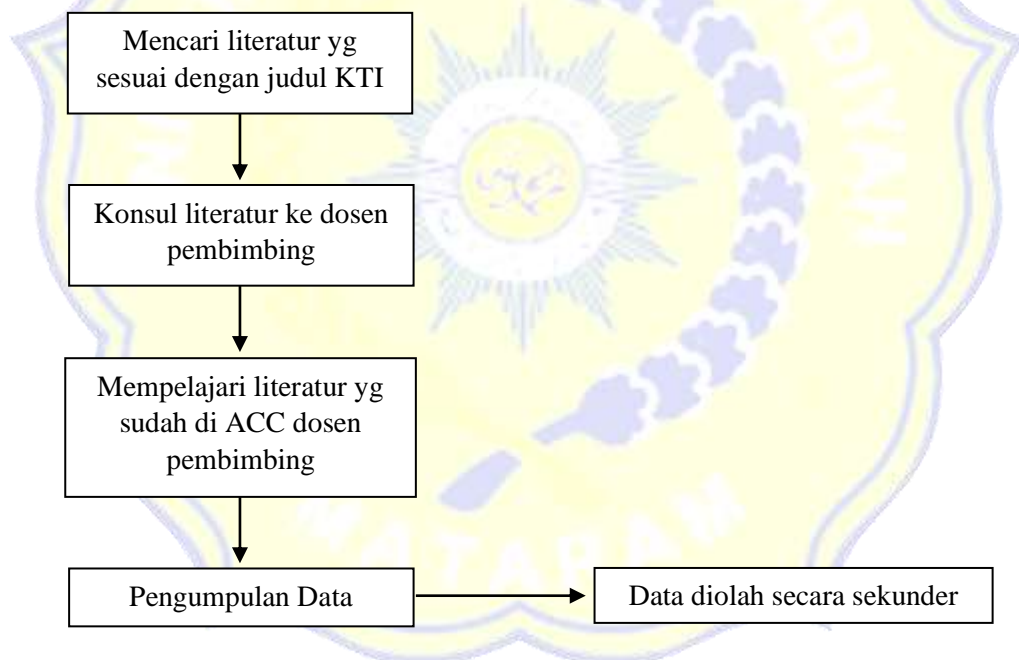 Mencari literatur yg
sesuai dengan judul KTI
Konsul literatur ke dosen
pembimbing
Mempelajari literatur yg
sudah di ACC dosen
pembimbing
Pengumpulan Data
Data diolah secara sekunder
MATARAM